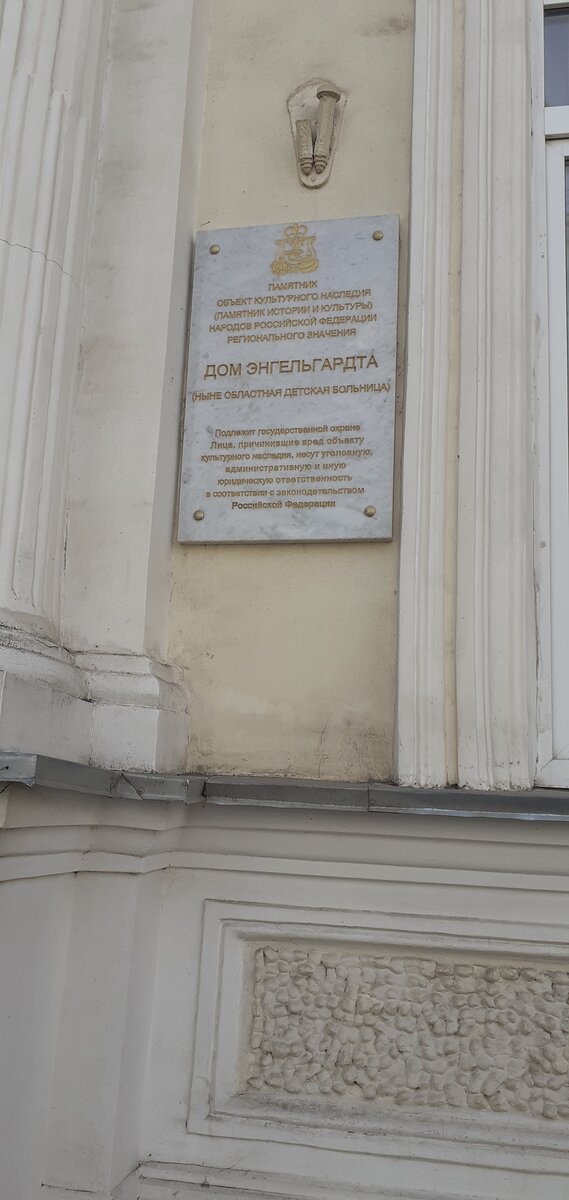 ПАМЯТНИК
ОБЪЕКТ КУЛЬТУРНОГО НАСЛЕДИЯ
(ПАМЯТНИК ИСТОРИИ И КУЛЬТУРЫ)
НАРОДОВ РОССИЙСКОЙ ФЕДЕРАЦИИ
РЕГИОНАЛЬНОГО ЗНАЧЕНИЯ
ДОМ ЭНГЕЛЬГАРДТА
(НЫНЕ ОБЛАСТНАЯ ДЕТСКАЯ БОЛЬНИЦА)
Подлежит государственной охране
Лица, причинившие вред объекту
культурного наследия, несут уголовную,
административную и иную
юридическую ответственность
в соответствии с законодательством
Российской Федерации